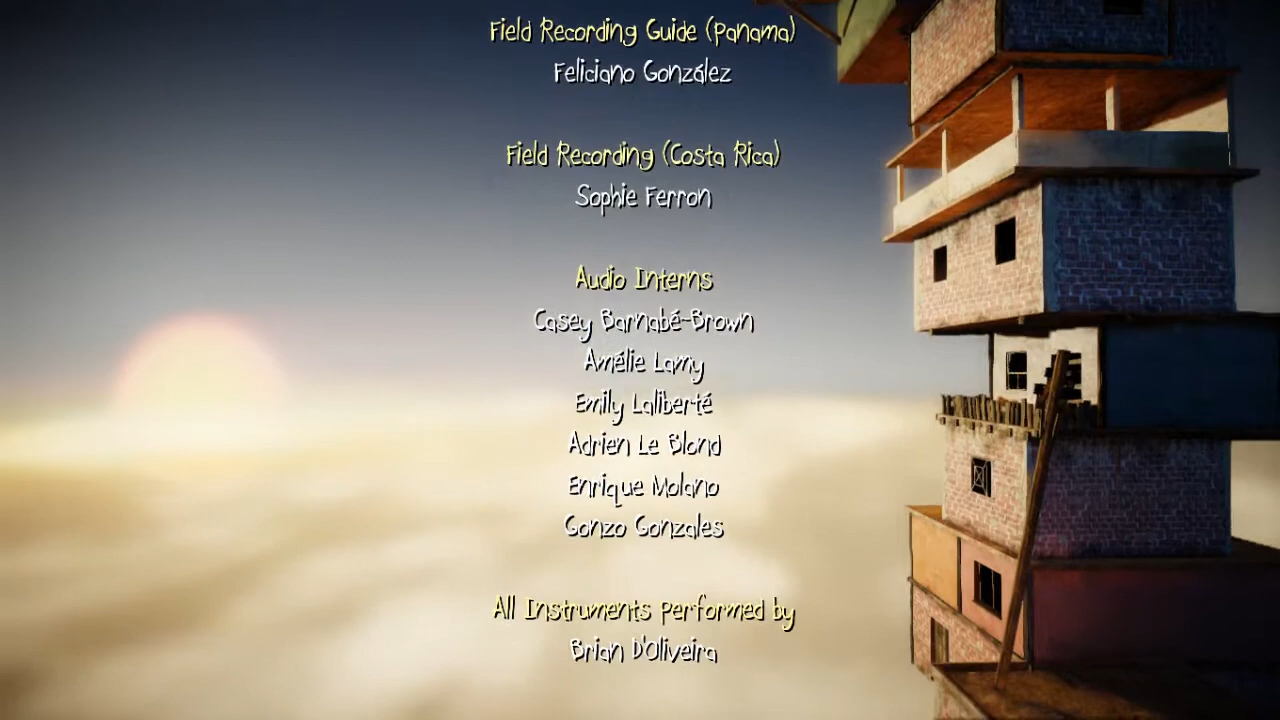 Field Recording Guide (Panama)
Feliciano González
Field Recording (Costa Rica)
Sophie Ferron
Audio Interns
Casey Barnabé-Brown
Amélie Lamy
Emily Laliberté
Adrien Le Blond
Enrique Molano
Gonzo Gonzales
All Instruments performed by
Brian D'Oliveira